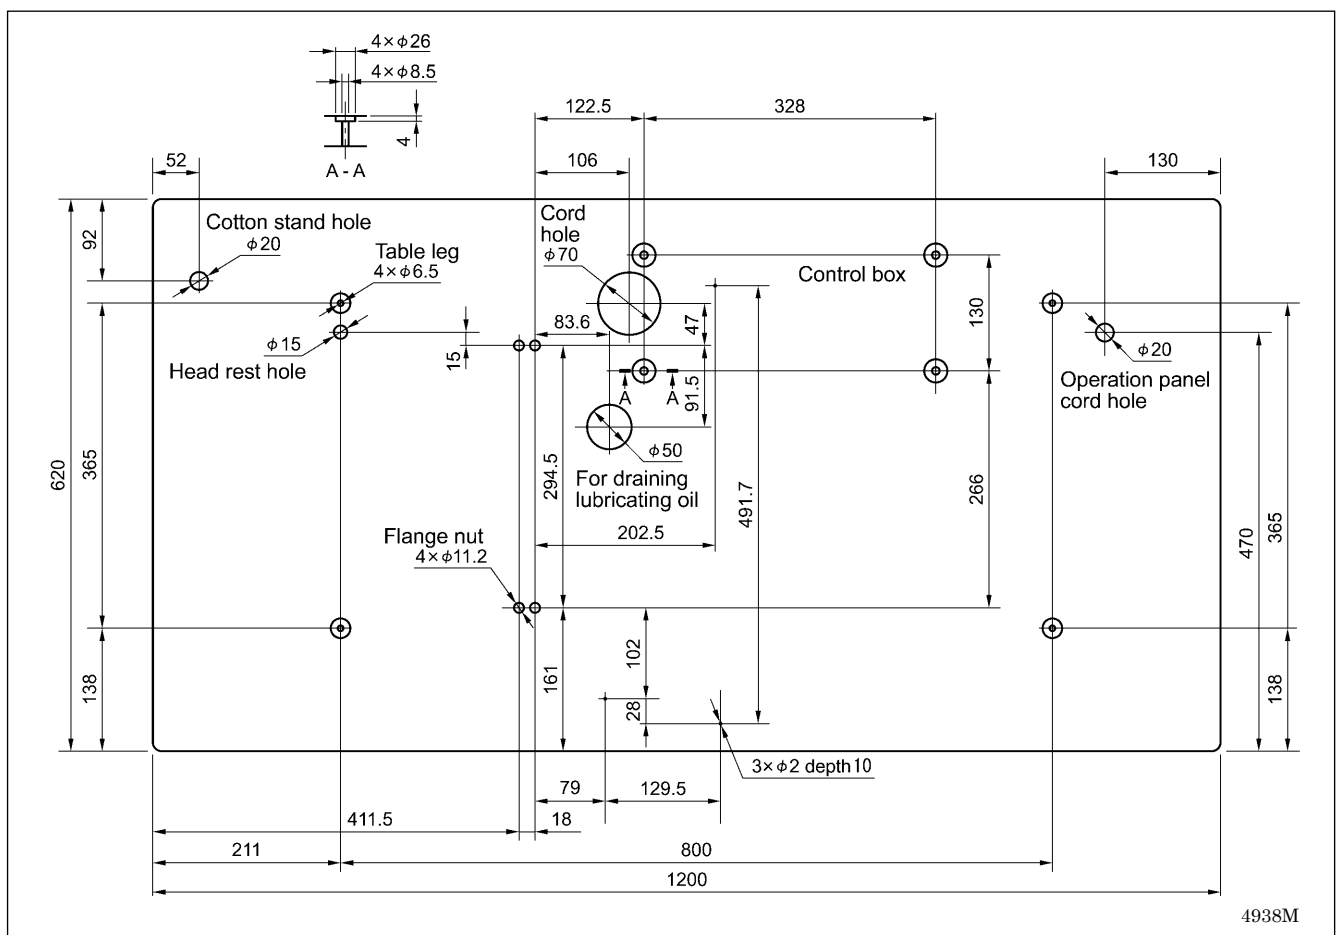 4×φ26
4×φ8.5
4
A - A
122.5
328
52
106
130
92
Cotton stand hole
φ20
Table leg
4×φ6.5
Cord
hole
φ70
Control box
130
83.6
47
15
φ15
Head rest hole
φ20
Operation panel
cord hole
A
A
91.5
φ50
For draining
lubricating oil
620
365
294.5
491.7
266
470
365
202.5
Flange nut
4×φ11.2
138
161
102
28
138
3×φ2 depth10
79
129.5
411.5
18
211
800
1200
4938M